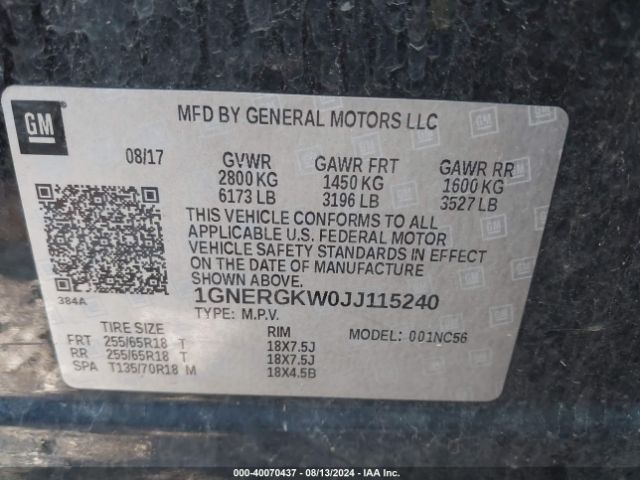 GM
MFD BY GENERAL MOTORS LLC
08/17
GVWR GAWR FRT GAWR RR
2800 KG 1450 KG 1600 KG
6173 LB 3196 LB 3527 LB
THIS VEHICLE CONFORMS TO ALL
APPLICABLE U.S. FEDERAL MOTOR
VEHICLE SAFETY STANDARDS IN EFFECT
ON THE DATE OF MANUFACTURE
SHOWN ABOVE.
384A
1GNERGKW0JJ115240
TYPE: M.P.V.
TIRE SIZE RIM MODEL: 001NC56
FRT 255/65R18 T 18X7.5J
RR 255/65R18 T 18X7.5J
SPA T135/70R18 M 18X4.5B
000-40070437 - 08/13/2024 - IAA Inc.